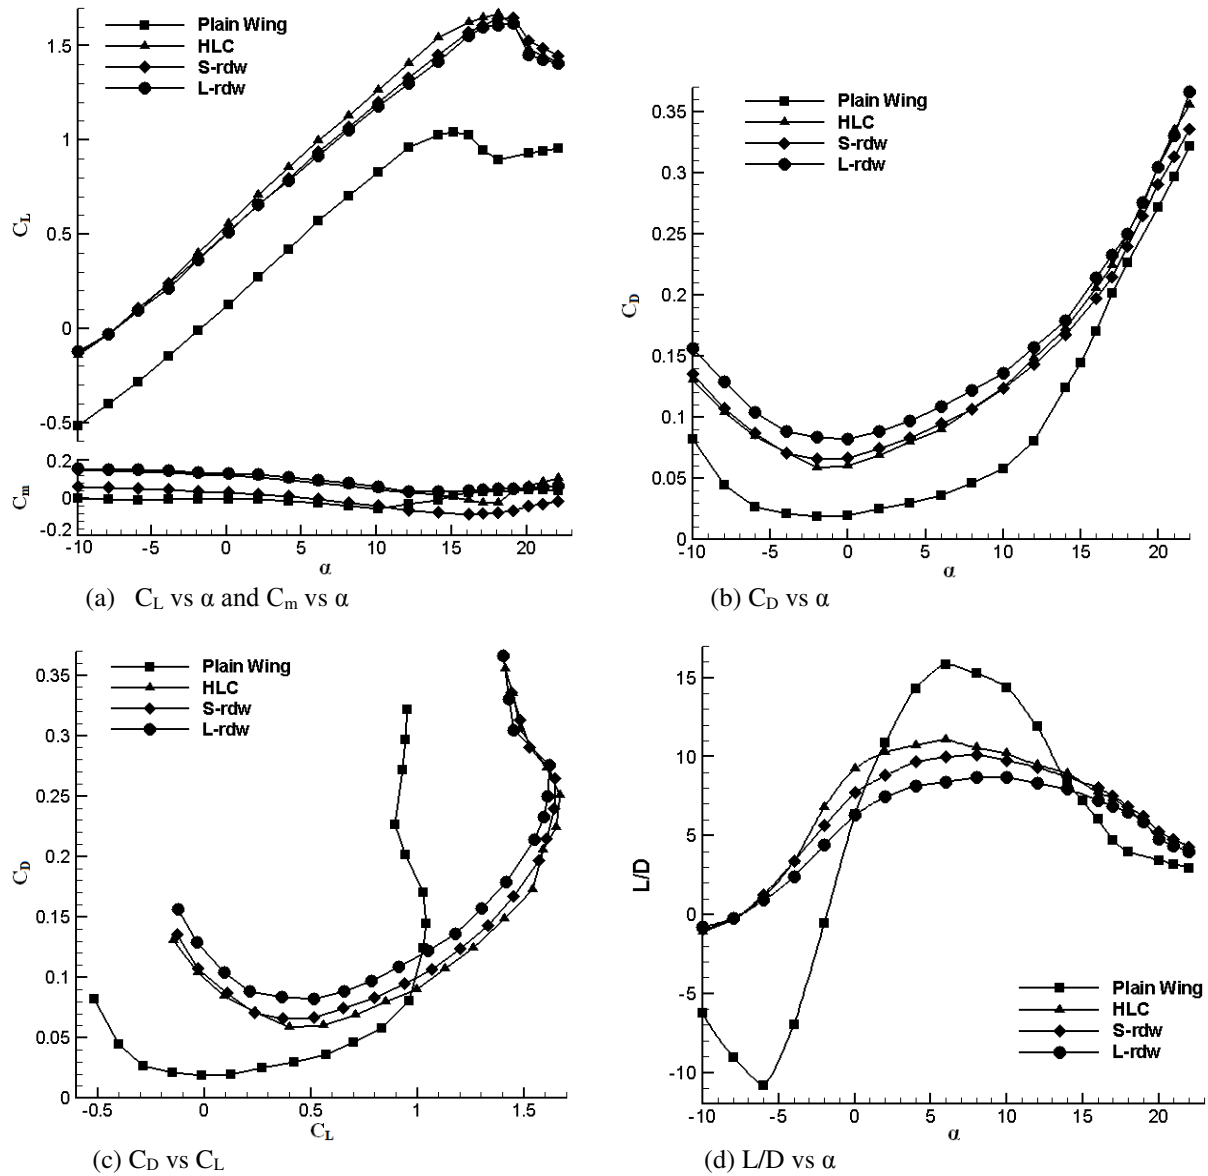 Plain Wing
HLC
S-rdw
L-rdw
1.5
1
0.5
0
-0.5
C_L
0.2
0
-0.2
C_m
-10 -5 0 5 10 15 20
α
(a) C_L vs α and C_m vs α
Plain Wing
HLC
S-rdw
L-rdw
0.35
0.3
0.25
0.2
0.15
0.1
0.05
0
C_D
-10 -5 0 5 10 15 20
α
(b) C_D vs α
Plain Wing
HLC
S-rdw
L-rdw
0.35
0.3
0.25
0.2
0.15
0.1
0.05
0
C_D
-0.5 0 0.5 1 1.5
C_L
(c) C_D vs C_L
15
10
5
0
-5
-10
L/D
Plain Wing
HLC
S-rdw
L-rdw
-10 -5 0 5 10 15 20
α
(d) L/D vs α